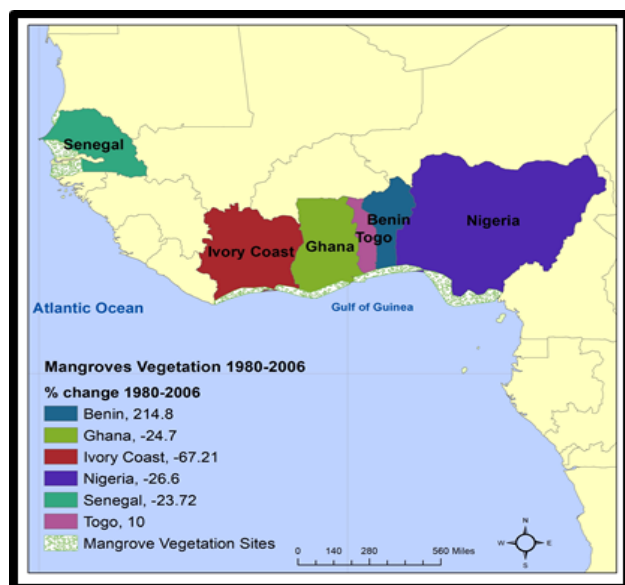 Senegal
Benin
Nigeria
Togo
Ivory Coast
Ghana
Atlantic Ocean
Gulf of Guinea
Mangroves Vegetation 1980-2006
% change 1980-2006
Benin, 214.8
Ghana, -24.7
Ivory Coast, -67.21
Nigeria, -26.6
Senegal, -23.72
Togo, 10
Mangrove Vegetation Sites
0 140 280 560 Miles
N
W E
S